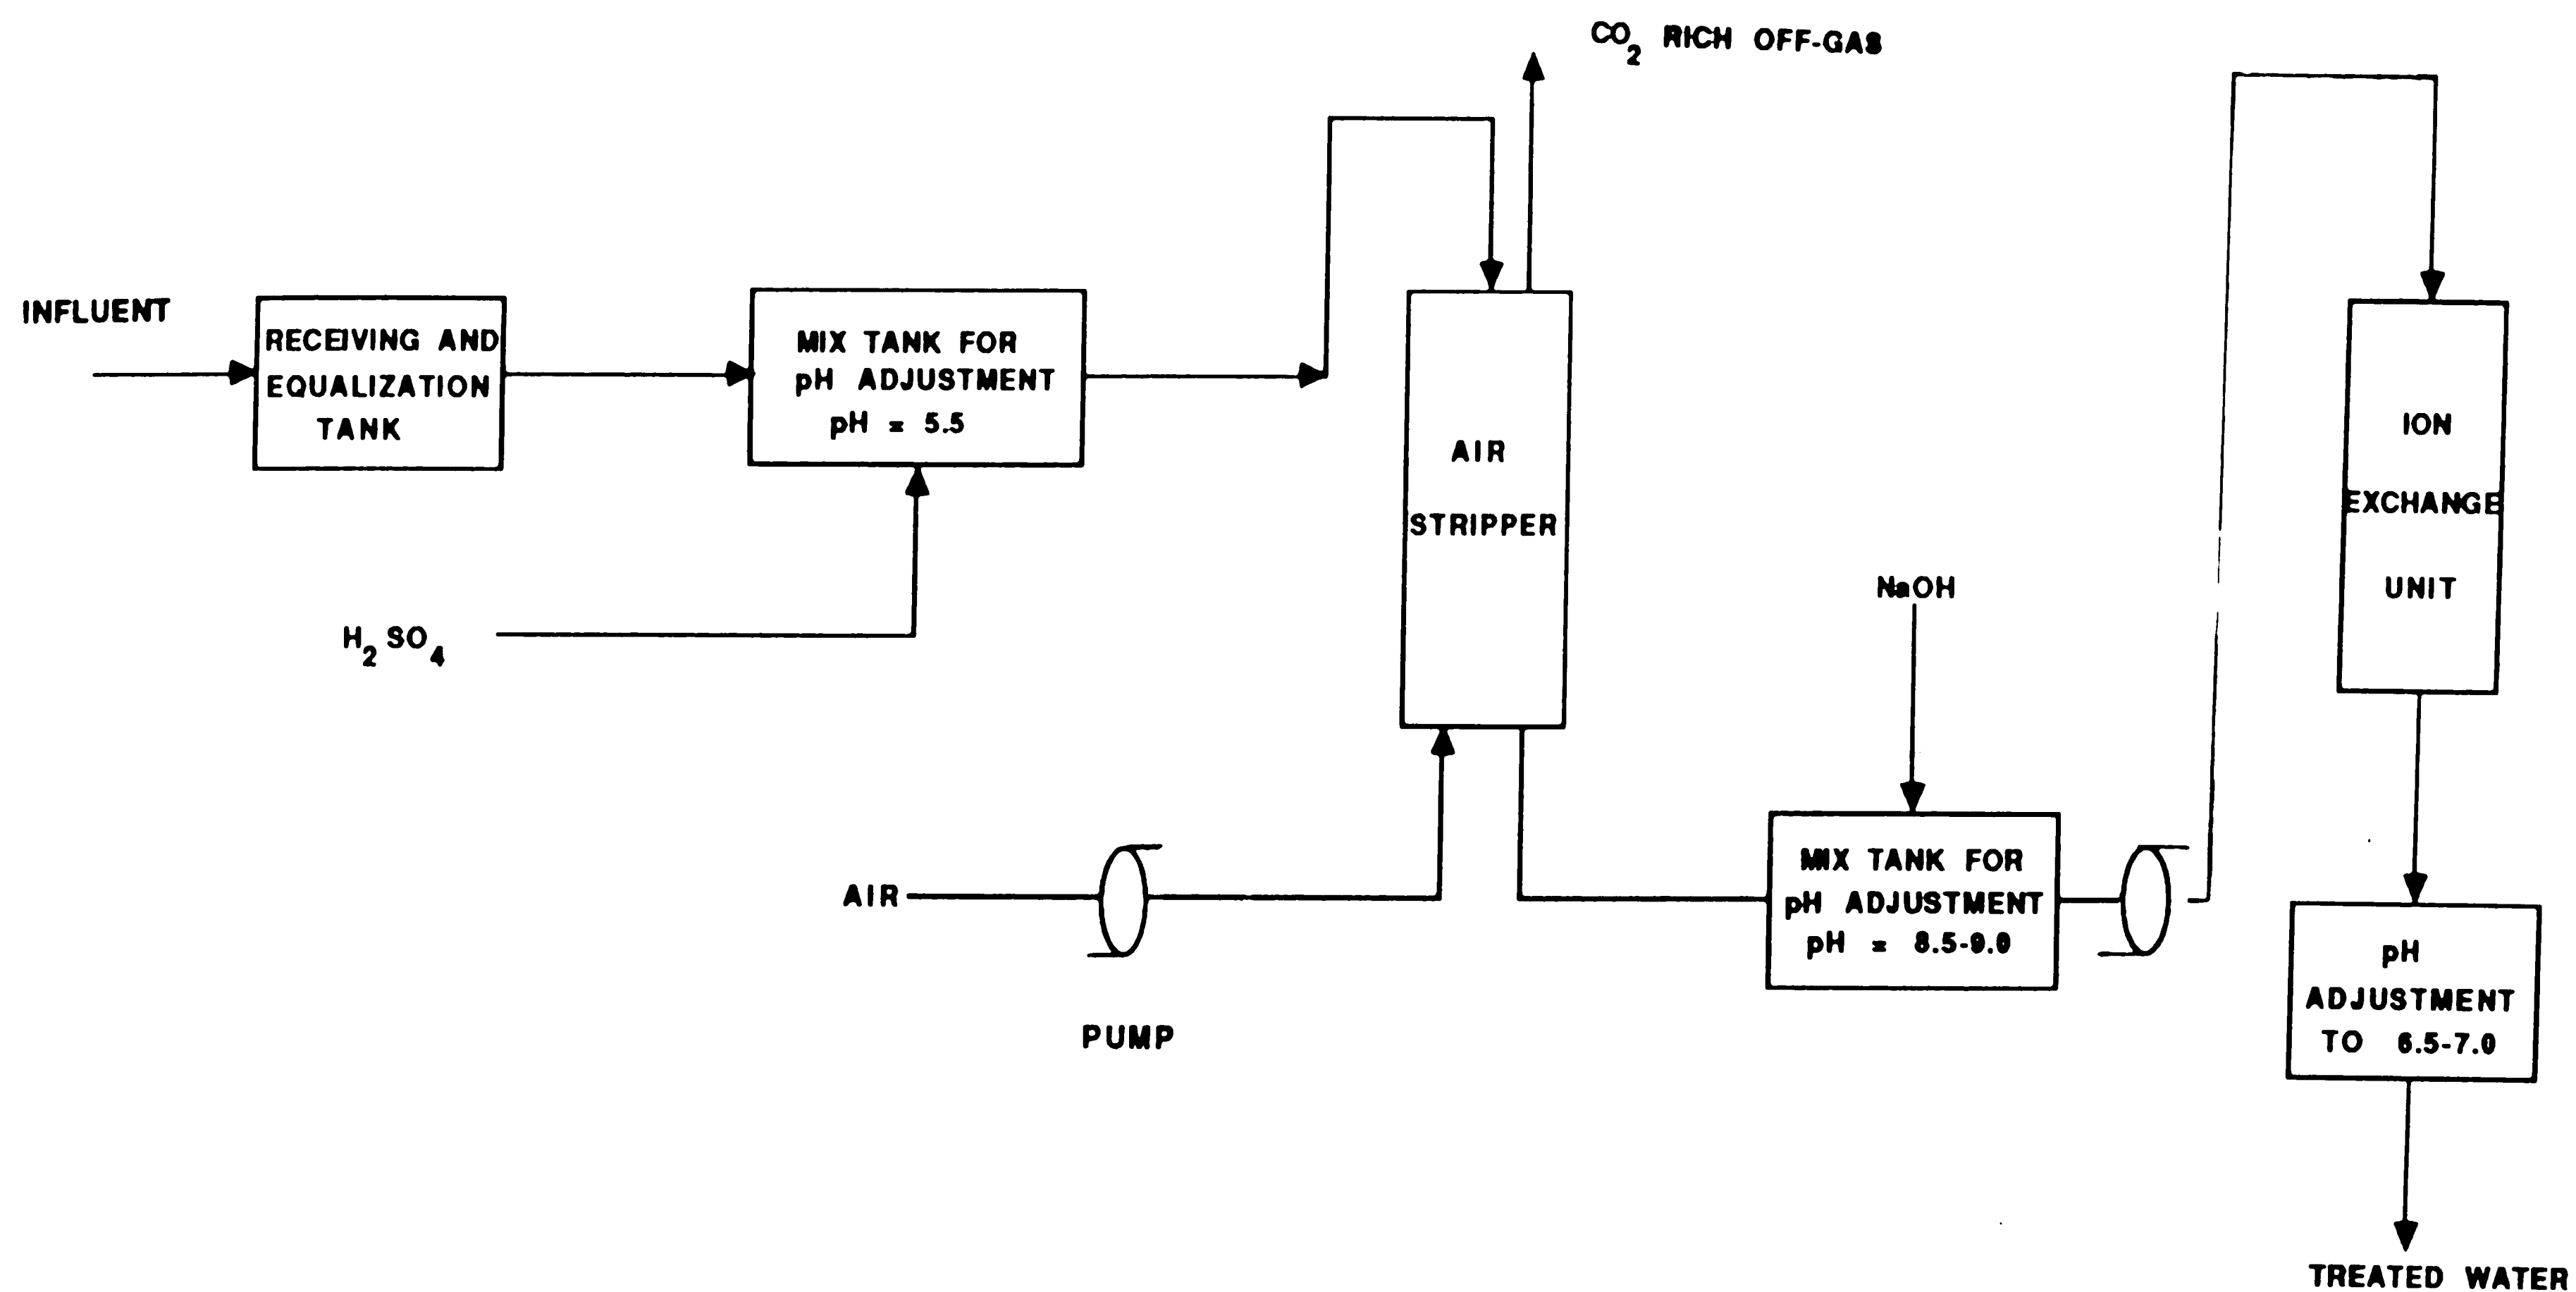 CO2 RICH OFF-GAS
INFLUENT
RECEIVING AND
EQUALIZATION
TANK
MIX TANK FOR
pH ADJUSTMENT
pH = 5.5
H2SO4
AIR
STRIPPER
AIR
PUMP
NaOH
MIX TANK FOR
pH ADJUSTMENT
pH = 8.5-9.0
ION
EXCHANGE
UNIT
pH
ADJUSTMENT
TO 6.5-7.0
TREATED WATER